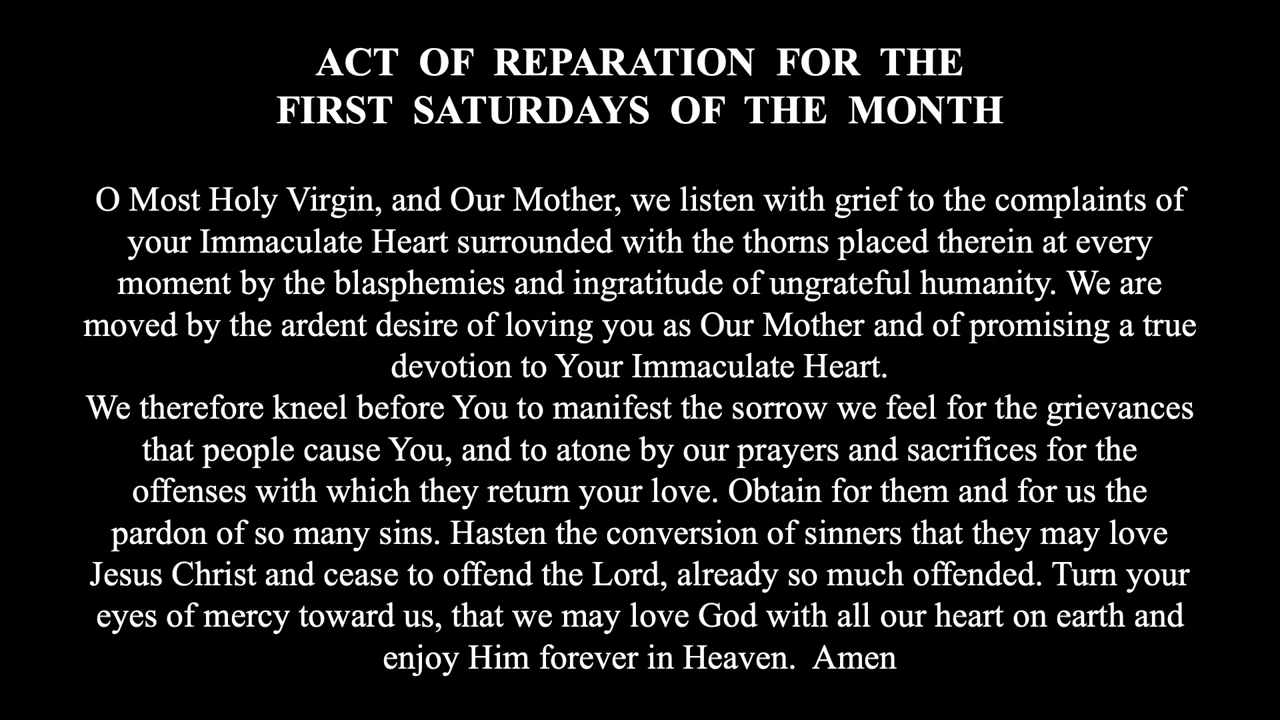 ACT OF REPARATION FOR THE
FIRST SATURDAYS OF THE MONTH
O Most Holy Virgin, and Our Mother, we listen with grief to the complaints of
your Immaculate Heart surrounded with the thorns placed therein at every
moment by the blasphemies and ingratitude of ungrateful humanity. We are
moved by the ardent desire of loving you as Our Mother and of promising a true
devotion to Your Immaculate Heart.
We therefore kneel before You to manifest the sorrow we feel for the grievances
that people cause You, and to atone by our prayers and sacrifices for the
offenses with which they return your love. Obtain for them and for us the
pardon of so many sins. Hasten the conversion of sinners that they may love
Jesus Christ and cease to offend the Lord, already so much offended. Turn your
eyes of mercy toward us, that we may love God with all our heart on earth and
enjoy Him forever in Heaven.  Amen